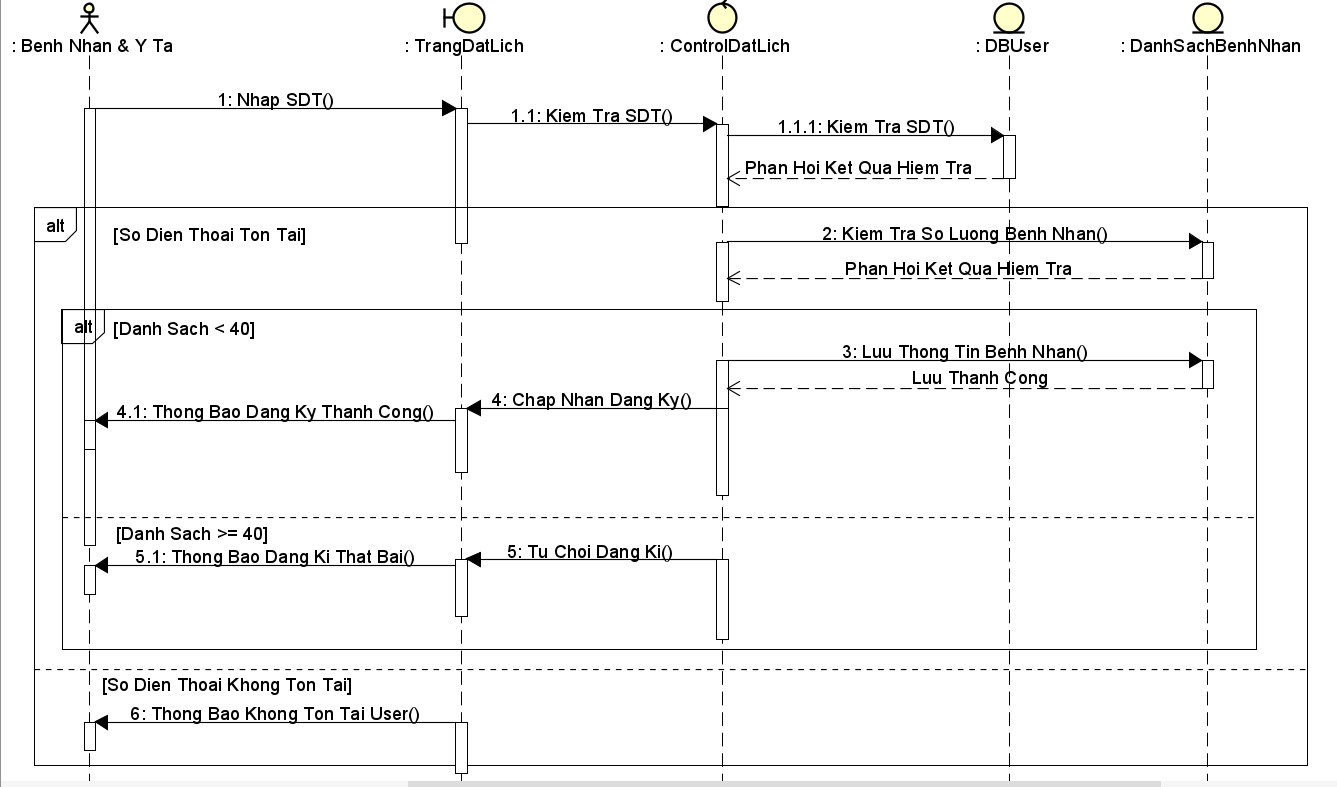 : Benh Nhan & Y Ta
: TrangDatLich
: ControlDatLich
: DBUser
: DanhSachBenhNhan
1: Nhap SDT()
1.1: Kiem Tra SDT()
1.1.1: Kiem Tra SDT()
Phan Hoi Ket Qua Hiem Tra
alt
[So Dien Thoai Ton Tai]
2: Kiem Tra So Luong Benh Nhan()
Phan Hoi Ket Qua Hiem Tra
alt
[Danh Sach < 40]
3: Luu Thong Tin Benh Nhan()
Luu Thanh Cong
4: Chap Nhan Dang Ky()
4.1: Thong Bao Dang Ky Thanh Cong()
[Danh Sach >= 40]
5: Tu Choi Dang Ki()
5.1: Thong Bao Dang Ki That Bai()
[So Dien Thoai Khong Ton Tai]
6: Thong Bao Khong Ton Tai User()